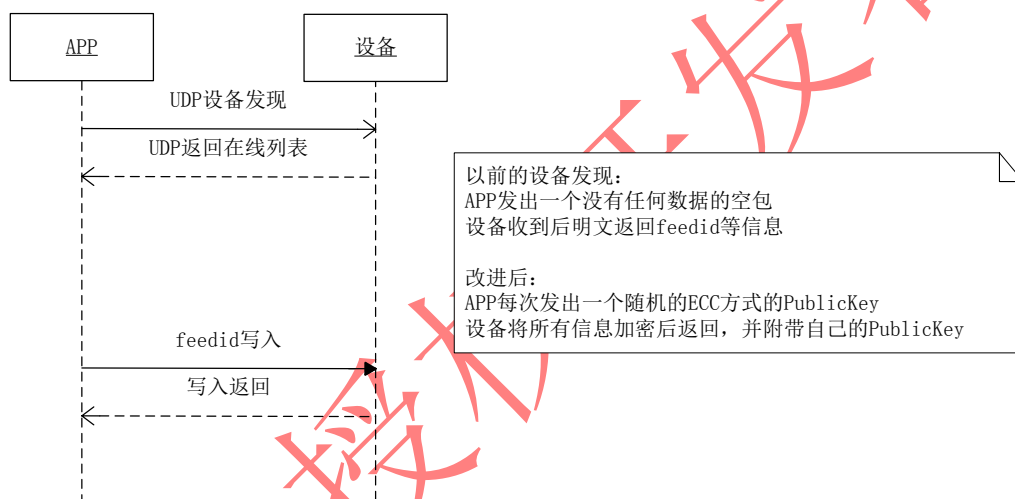 APP
设备
UDP设备发现
UDP返回在线列表
以前的设备发现：
APP发出一个没有任何数据的空包
设备收到后明文返回feedid等信息
改进后：
APP每次发出一个随机的ECC方式的PublicKey
设备将所有信息加密后返回，并附带自己的PublicKey
feedid写入
写入返回